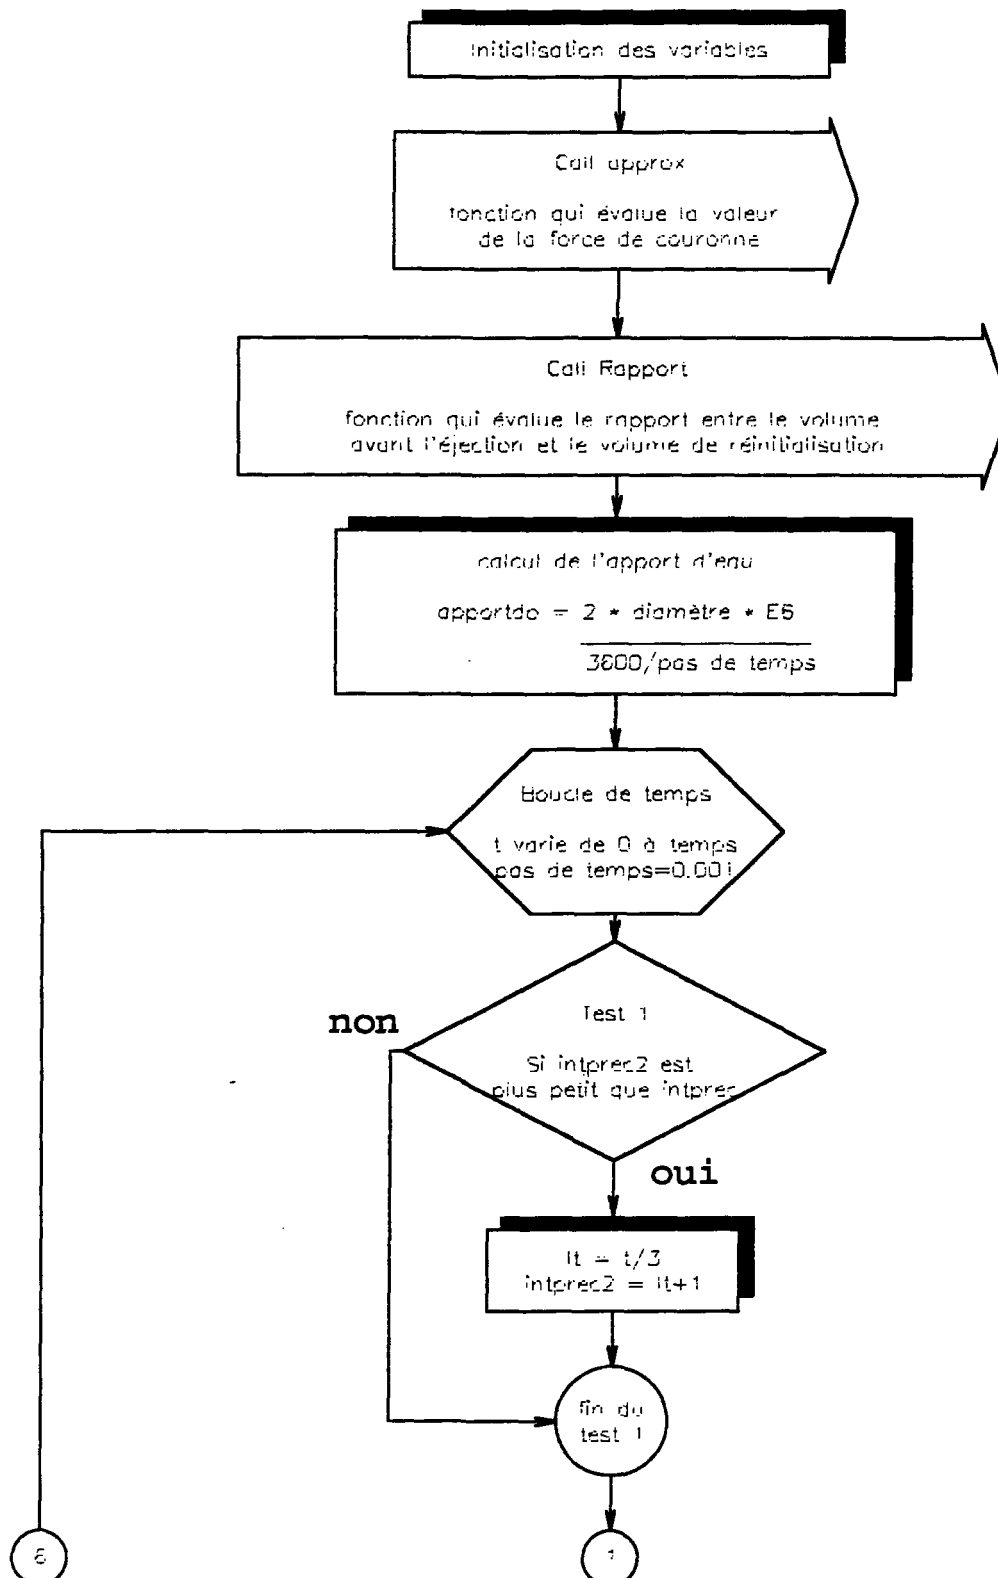 Initialisation des variables
Call approx
fonction qui évalue la valeur
de la force de couronne
Call Rapport
fonction qui évalue le rapport entre le volume
avant l'éjection et le volume de réinitialisation
calcul de l'apport d'eau
apportdo = 2 * diamètre * E6
3600/pas de temps
Boucle de temps
t varie de 0 à temps
pas de temps=0.001
non
Test 1
Si intprec2 est
plus petit que intprec
oui
It = t/3
intprec2 = It+1
fin du
test 1
6
1